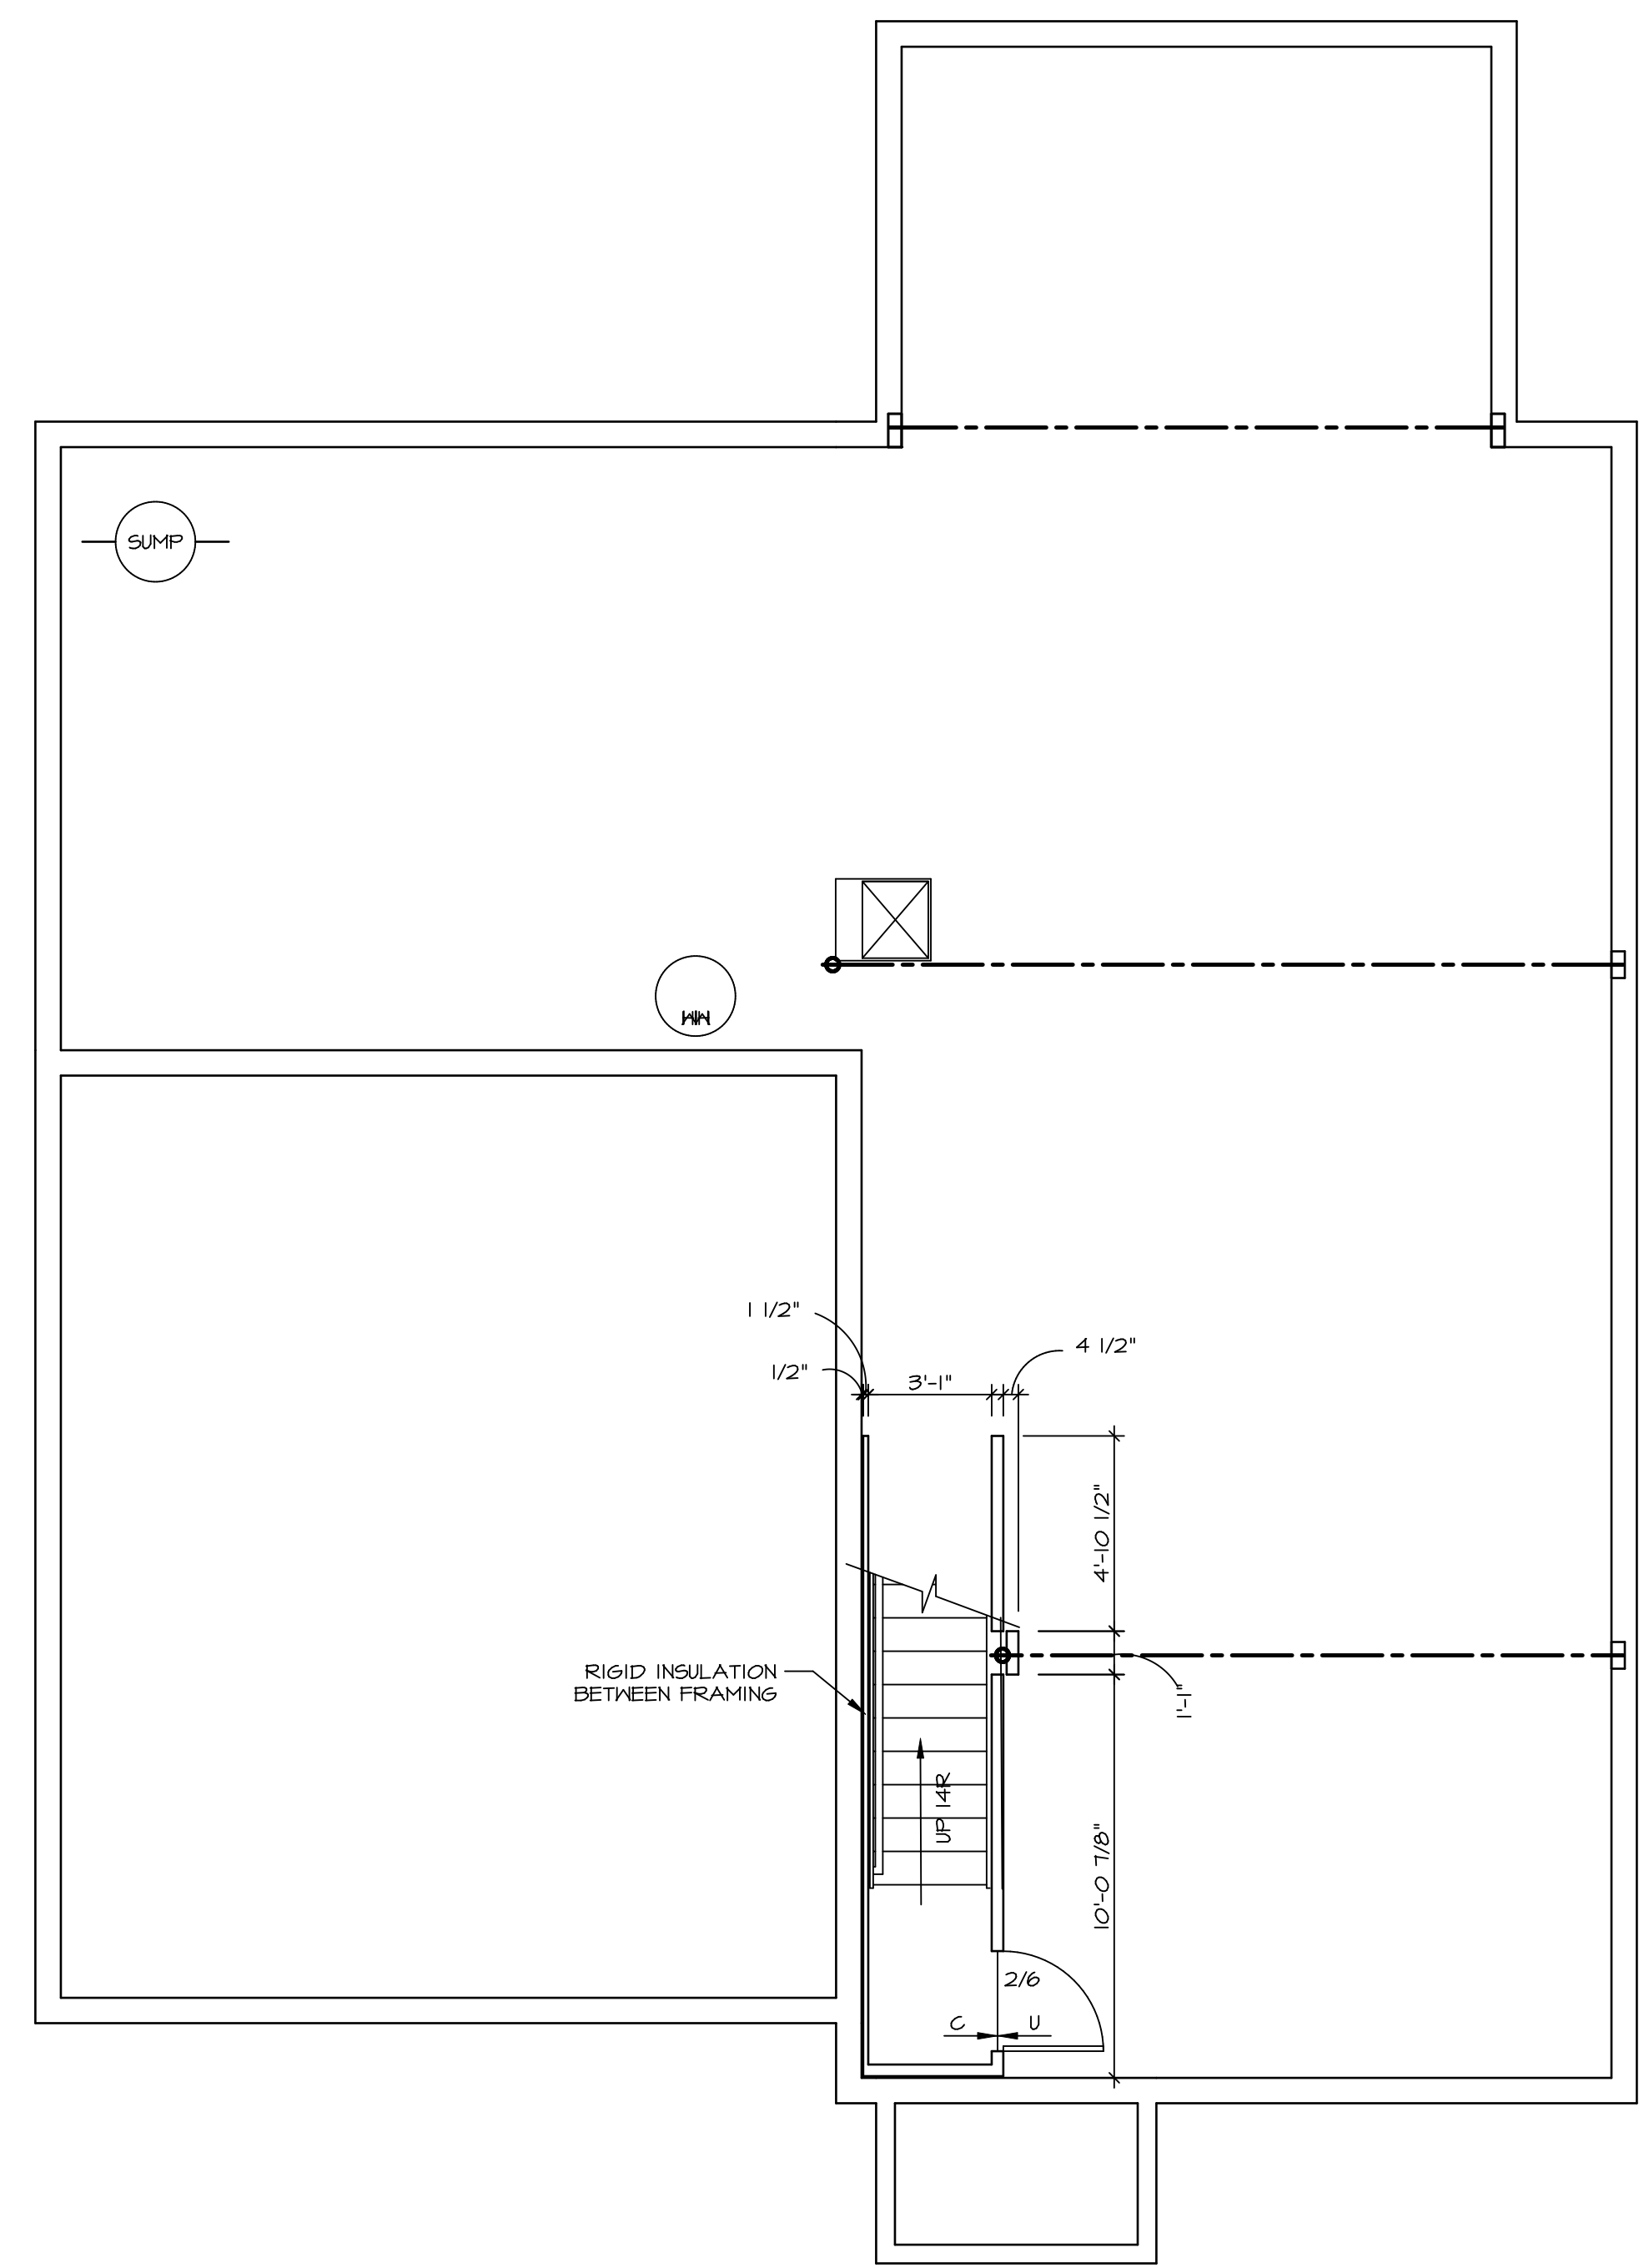 SUMP
WH
1 1/2"
4 1/2"
1/2"
3'-1"
4'-10 1/2"
RIGID INSULATION
BETWEEN FRAMING
1'-1"
UP 14R
10'-0 7/8"
2/6
C
U